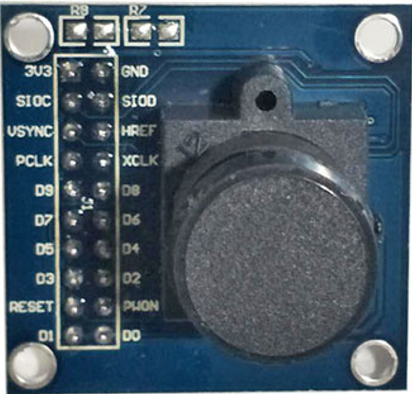 R8 R7
3V3 GND
SIOC SIOD
VSYNC HREF
PCLK XCLK
D9 D8
D7 D6
D5 D4
D3 D2
RESET PWON
D1 D0
J1